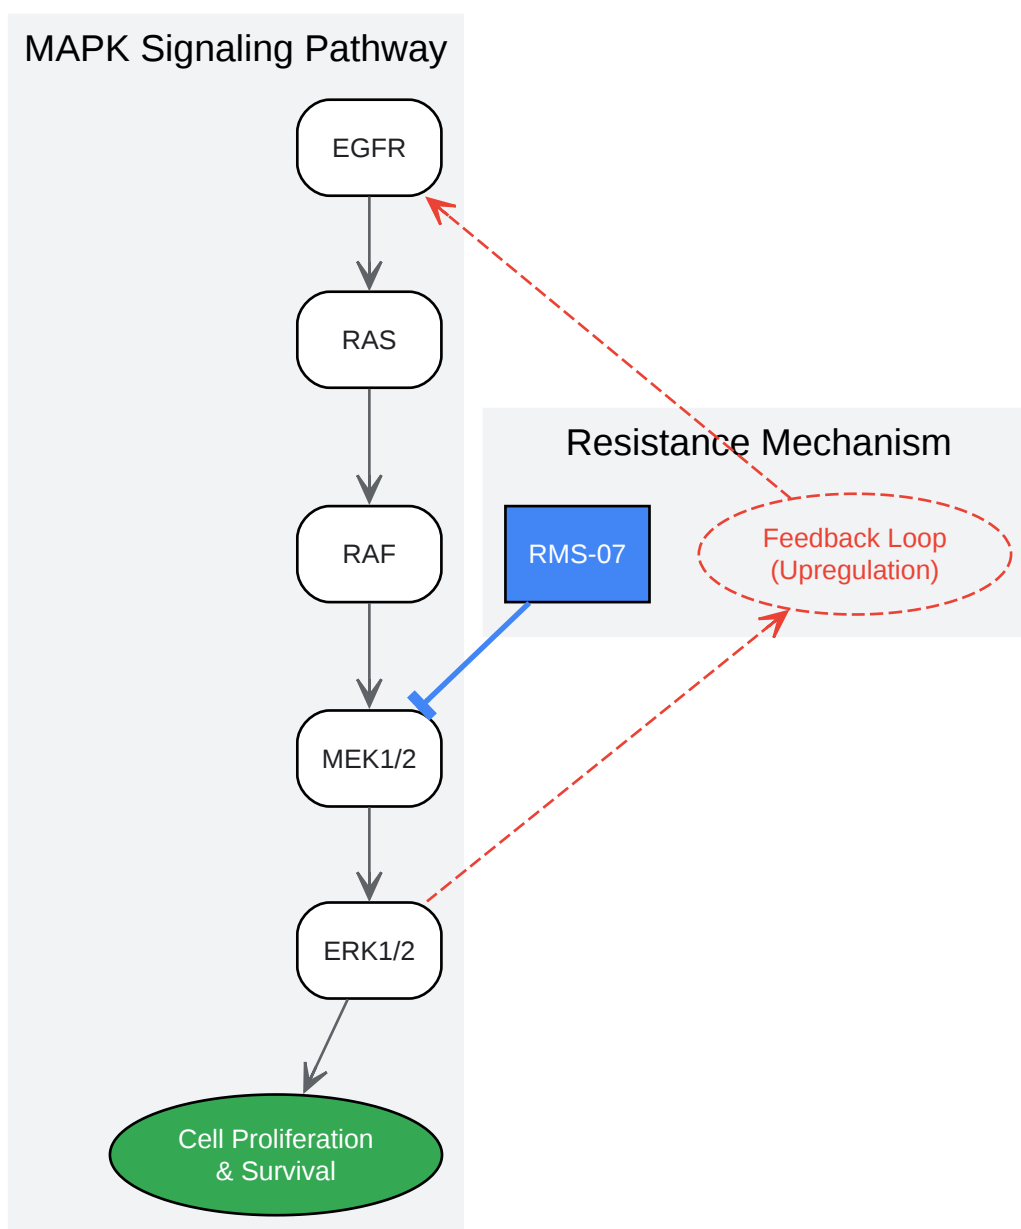 MAPK Signaling Pathway
EGFR
RAS
Resistance Mechanism
RAF
RMS-07
Feedback Loop
(Upregulation)
MEK1/2
ERK1/2
Cell Proliferation
& Survival